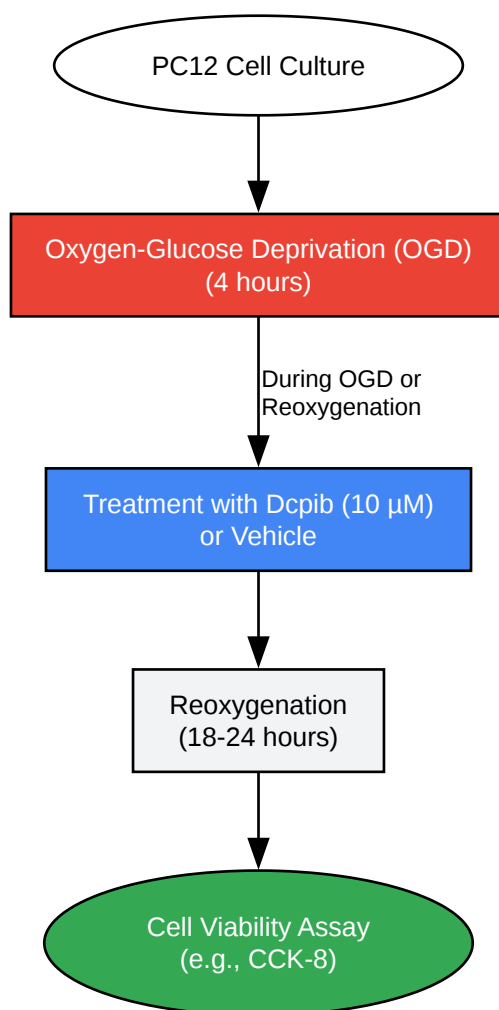 PC12 Cell Culture
Oxygen-Glucose Deprivation (OGD)
(4 hours)
During OGD or
Reoxygenation
Treatment with Dcpib (10 µM)
or Vehicle
Reoxygenation
(18-24 hours)
Cell Viability Assay
(e.g., CCK-8)